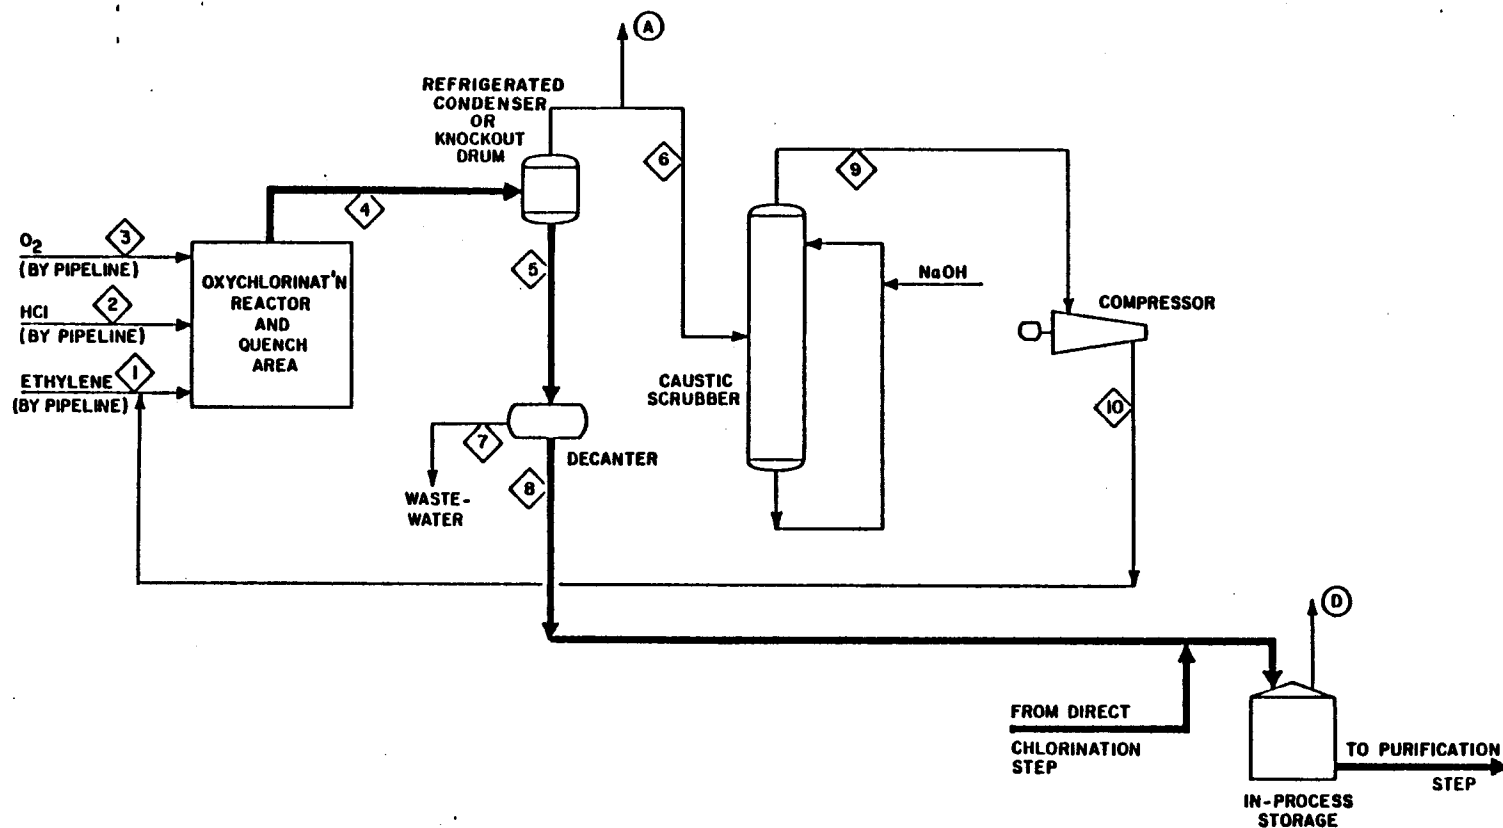 A
REFRIGERATED
CONDENSER
OR
KNOCKOUT
DRUM
6
9
4
3
O2
(BY PIPELINE)
2
HCl
(BY PIPELINE)
1
ETHYLENE
(BY PIPELINE)
OXYCHLORINAT'N
REACTOR
AND
QUENCH
AREA
5
NaOH
COMPRESSOR
CAUSTIC
SCRUBBER
10
7
DECANTER
8
WASTE-
WATER
D
FROM DIRECT
CHLORINATION
STEP
TO PURIFICATION
STEP
IN-PROCESS
STORAGE